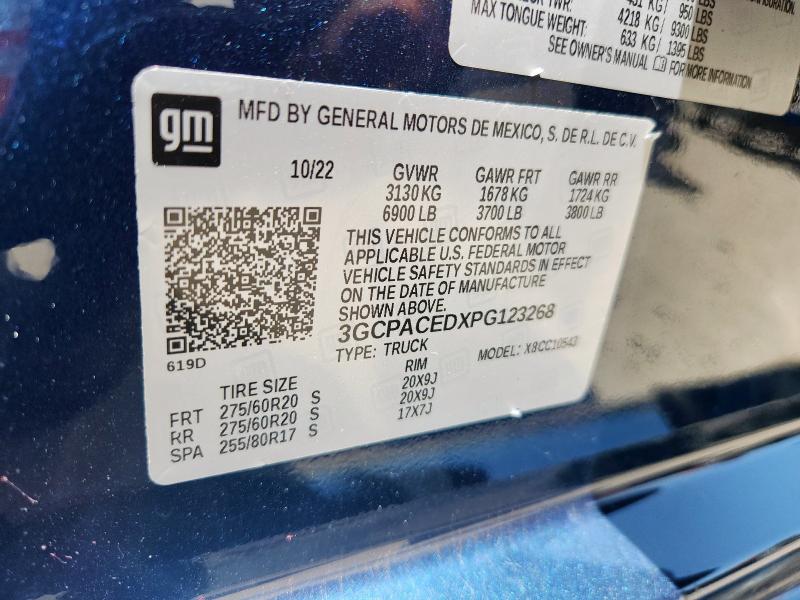 431 KG / 950 LBS
MAX TONGUE WEIGHT: 4218 KG / 9300 LBS
633 KG / 1395 LBS
SEE OWNER'S MANUAL FOR MORE INFORMATION
gm
MFD BY GENERAL MOTORS DE MEXICO, S. DE R.L. DE C.V.
10/22 GVWR GAWR FRT GAWR RR
3130 KG 1678 KG 1724 KG
6900 LB 3700 LB 3800 LB
THIS VEHICLE CONFORMS TO ALL
APPLICABLE U.S. FEDERAL MOTOR
VEHICLE SAFETY STANDARDS IN EFFECT
ON THE DATE OF MANUFACTURE
SHOWN ABOVE.
3GCPACEDXPG123268
TYPE: TRUCK MODEL: X8CC10543
619D
TIRE SIZE RIM
FRT 275/60R20 S 20X9J
RR 275/60R20 S 20X9J
SPA 255/80R17 S 17X7J